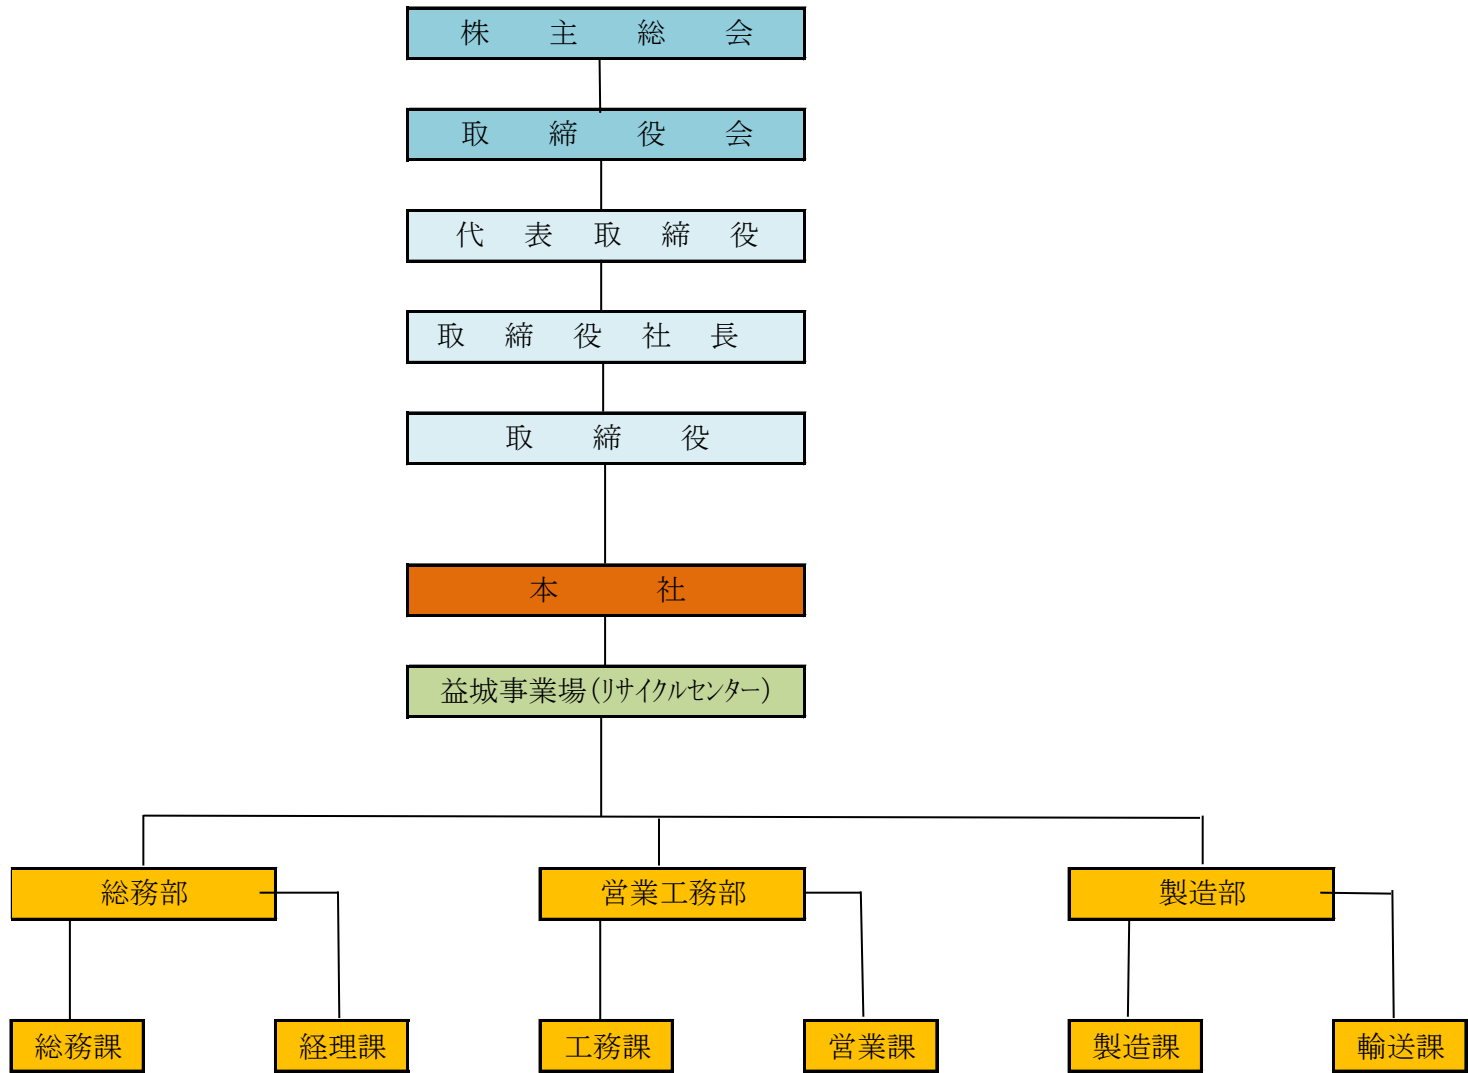 株主総会
取締役会
代表取締役
取締役社長
取締役
本社
益城事業場(リサイクルセンター)
総務部
営業工務部
製造部
総務課
経理課
工務課
営業課
製造課
輸送課